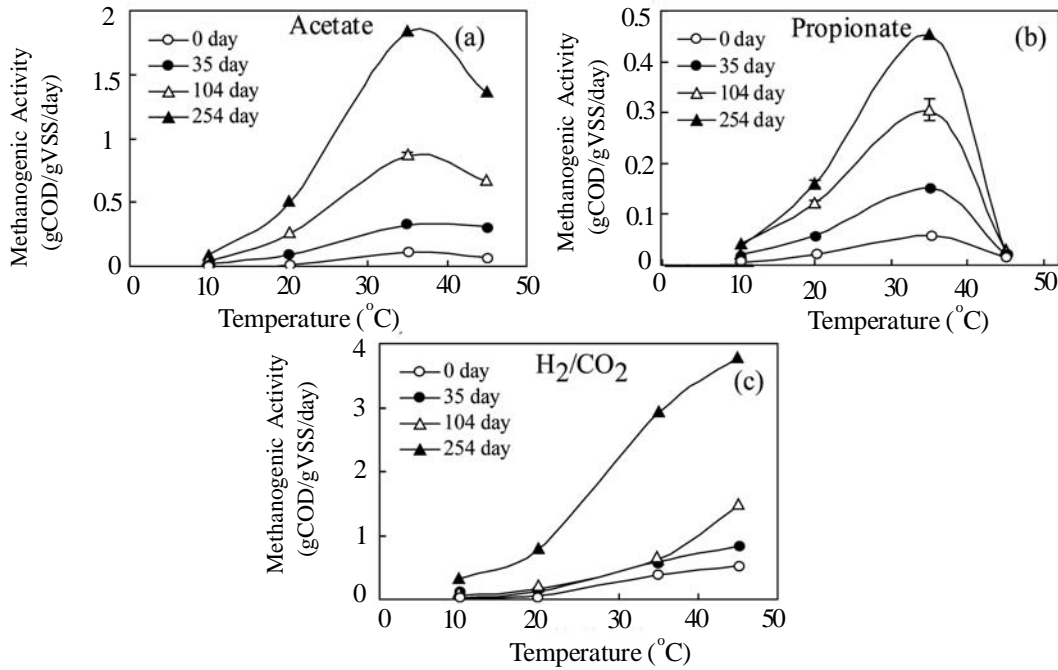 Acetate
(a)
0 day
35 day
104 day
254 day
Methanogenic Activity
(gCOD/gVSS/day)
2
1.5
1
0.5
0
0 10 20 30 40 50
Temperature (°C)
Propionate
(b)
0 day
35 day
104 day
254 day
Methanogenic Activity
(gCOD/gVSS/day)
0.5
0.4
0.3
0.2
0.1
0
0 10 20 30 40 50
Temperature (°C)
H2/CO2
(c)
0 day
35 day
104 day
254 day
Methanogenic Activity
(gCOD/gVSS/day)
4
3
2
1
0
0 10 20 30 40 50
Temperature (°C)